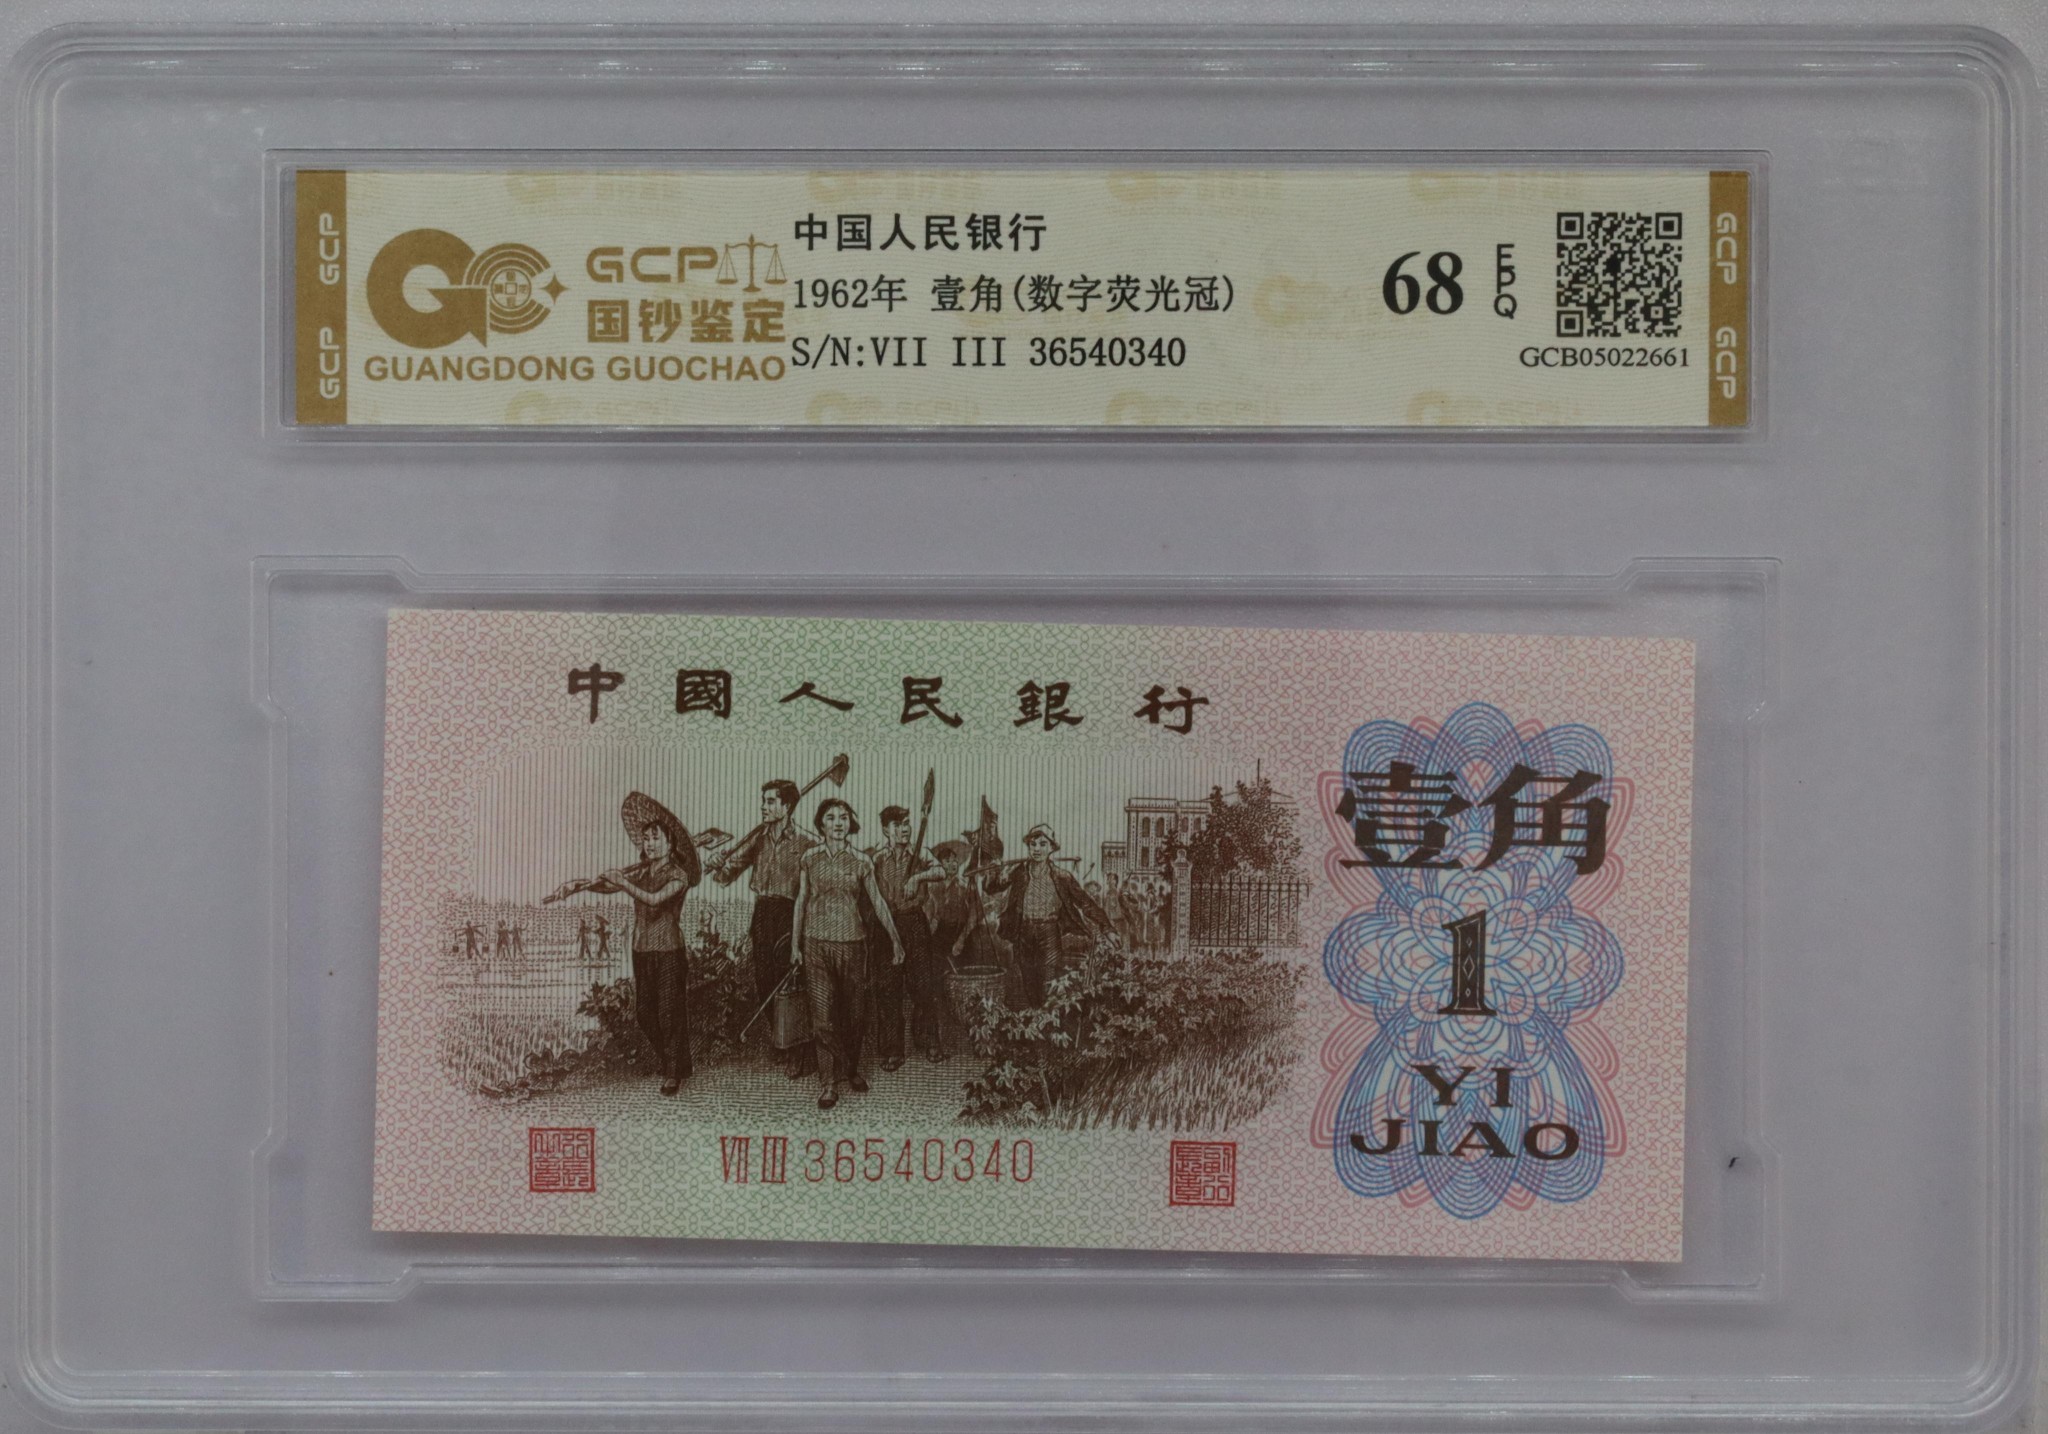 GCP GCP
GCP
国钞鉴定
GUANGDONG GUOCHAO
中国人民银行
1962年 壹角(数字荧光冠)
S/N:VII III 36540340
68 EPQ
GCB05022661
GCP GCP
中國人民銀行
壹角
1
YI
JIAO
VII III 36540340